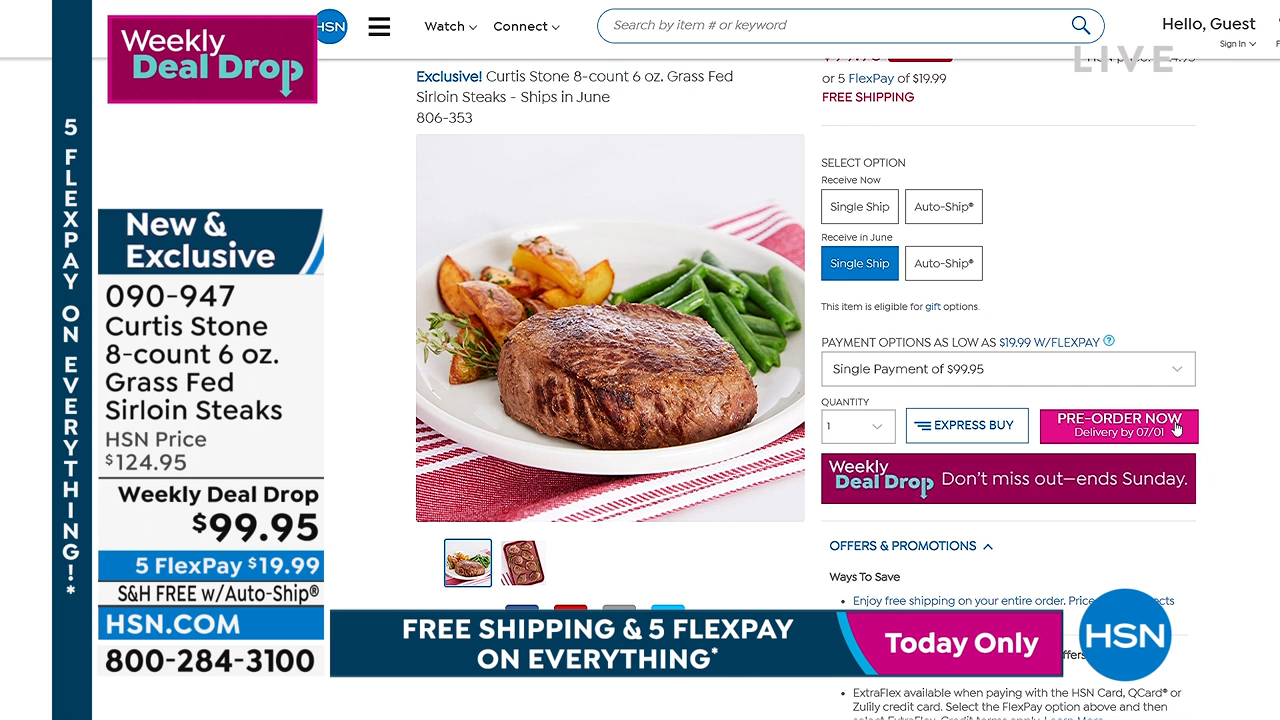 Weekly
Deal Drop
HSN
Watch
Connect
Search by item # or keyword
Hello, Guest
Sign In
LIVE
5 FLEXPAY ON EVERYTHING!*
New &
Exclusive
090-947
Curtis Stone
8-count 6 oz.
Grass Fed
Sirloin Steaks
HSN Price
$124.95
Weekly Deal Drop
$99.95
5 FlexPay $19.99
S&H FREE w/Auto-Ship®
HSN.COM
800-284-3100
Exclusive! Curtis Stone 8-count 6 oz. Grass Fed
Sirloin Steaks - Ships in June
806-353
or 5 FlexPay of $19.99
FREE SHIPPING
SELECT OPTION
Receive Now
Single Ship
Auto-Ship®
Receive in June
Single Ship
Auto-Ship®
This item is eligible for gift options.
PAYMENT OPTIONS AS LOW AS $19.99 W/FLEXPAY ?
Single Payment of $99.95
QUANTITY
1
EXPRESS BUY
PRE-ORDER NOW
Delivery by 07/01
Weekly
Deal Drop
Don't miss out—ends Sunday.
OFFERS & PROMOTIONS
Ways To Save
• Enjoy free shipping on your entire order.
FREE SHIPPING & 5 FLEXPAY
ON EVERYTHING*
Today Only
HSN
• ExtraFlex available when paying with the HSN Card, QCard® or
Zulily credit card. Select the FlexPay option above and then